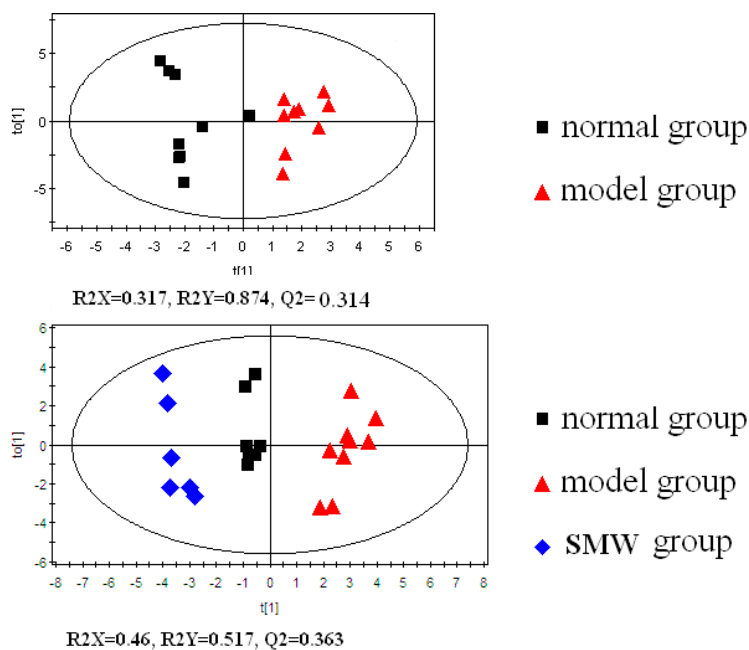 to[1]
5
0
-5
-6 -5 -4 -3 -2 -1 0 1 2 3 4 5 6
t[1]
normal group
model group
R2X=0.317, R2Y=0.874, Q2= 0.314
to[1]
6
4
2
0
-2
-4
-6
-8 -7 -6 -5 -4 -3 -2 -1 0 1 2 3 4 5 6 7 8
t[1]
normal group
model group
SMW group
R2X=0.46, R2Y=0.517, Q2=0.363